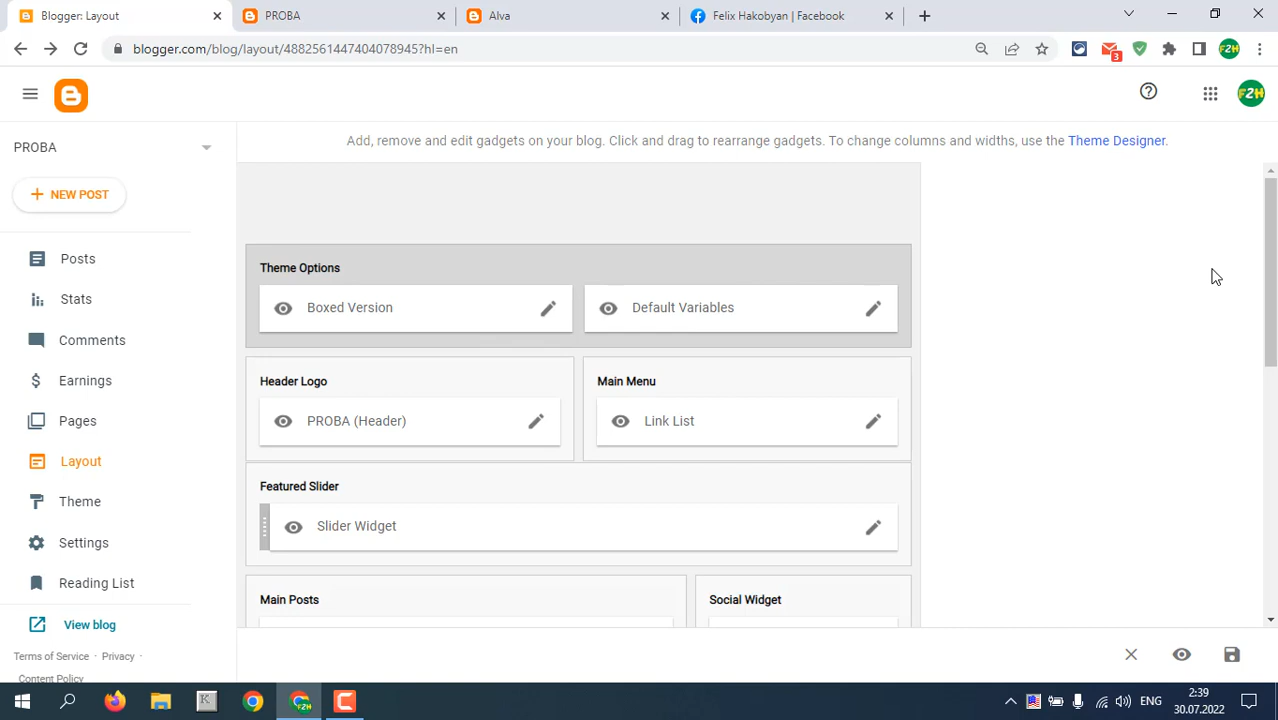 Blogger: Layout
PROBA
Alva
Felix Hakobyan | Facebook
blogger.com/blog/layout/4882561447404078945?hl=en
3
F2H
F2H
PROBA
Add, remove and edit gadgets on your blog. Click and drag to rearrange gadgets. To change columns and widths, use the Theme Designer.
NEW POST
Posts
Stats
Comments
Earnings
Pages
Layout
Theme
Settings
Reading List
View blog
Terms of Service · Privacy ·
Content Policy
Theme Options
Boxed Version
Default Variables
Header Logo
Main Menu
PROBA (Header)
Link List
Featured Slider
Slider Widget
Main Posts
Social Widget
K
F2H
ENG
2:39
30.07.2022